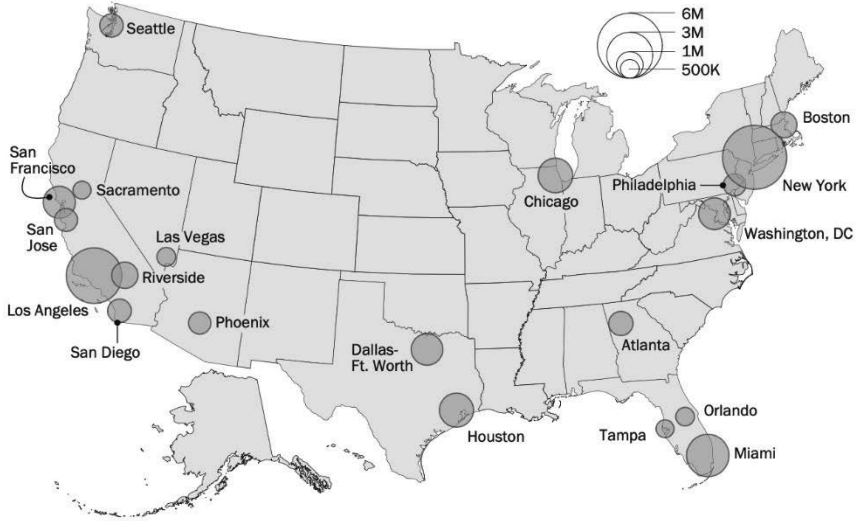 6M
3M
1M
500K
Seattle
Boston
San
Francisco
Sacramento
Philadelphia
New York
Chicago
San
Jose
Las Vegas
Washington, DC
Riverside
Los Angeles
Phoenix
San Diego
Dallas-
Ft. Worth
Atlanta
Houston
Orlando
Tampa
Miami